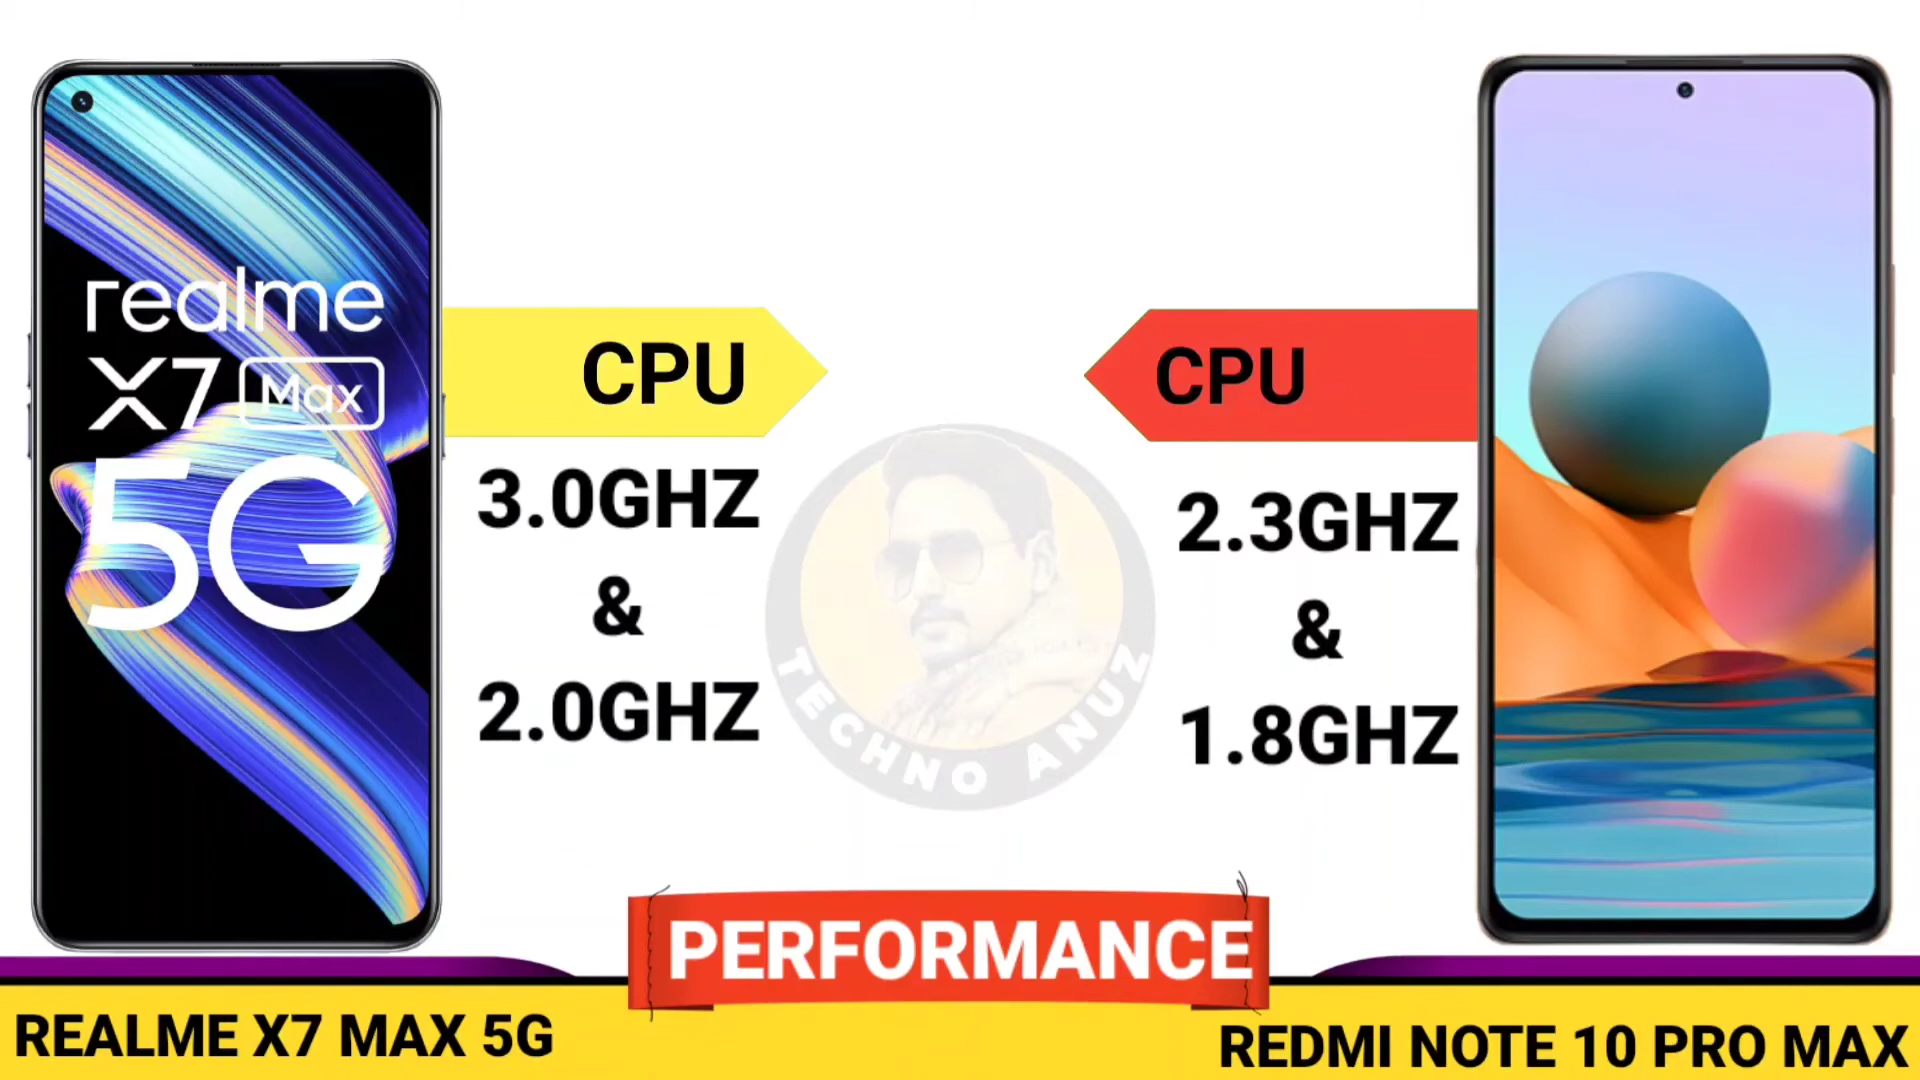 realme
X7 Max
5G
CPU
3.0GHZ
&
2.0GHZ
CPU
2.3GHZ
&
1.8GHZ
TECHNO ANUZ
PERFORMANCE
REALME X7 MAX 5G
REDMI NOTE 10 PRO MAX